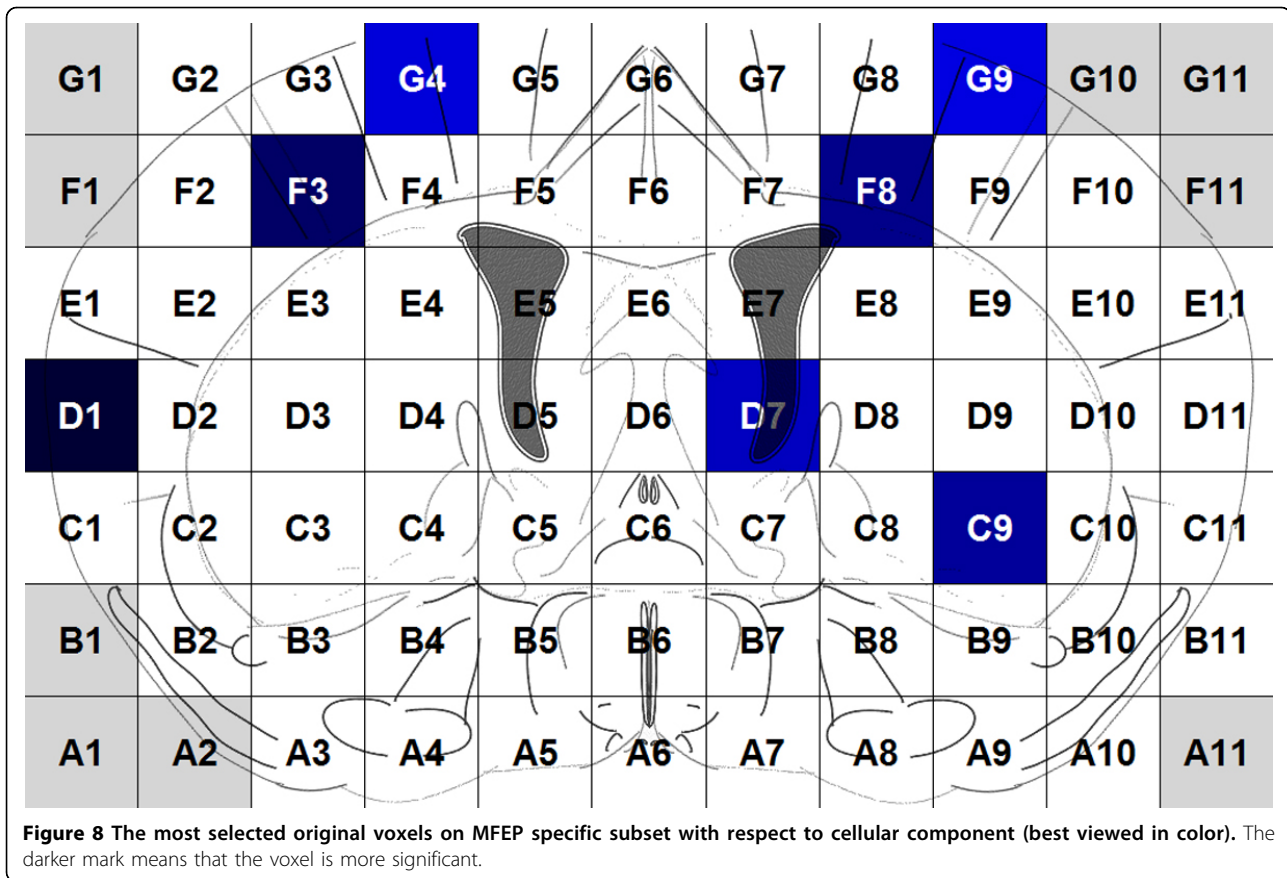 G1 G2 G3 G4 G5 G6 G7 G8 G9 G10 G11
F1 F2 F3 F4 F5 F6 F7 F8 F9 F10 F11
E1 E2 E3 E4 E5 E6 E7 E8 E9 E10 E11
D1 D2 D3 D4 D5 D6 D7 D8 D9 D10 D11
C1 C2 C3 C4 C5 C6 C7 C8 C9 C10 C11
B1 B2 B3 B4 B5 B6 B7 B8 B9 B10 B11
A1 A2 A3 A4 A5 A6 A7 A8 A9 A10 A11
Figure 8 The most selected original voxels on MFEP specific subset with respect to cellular component (best viewed in color). The
darker mark means that the voxel is more significant.